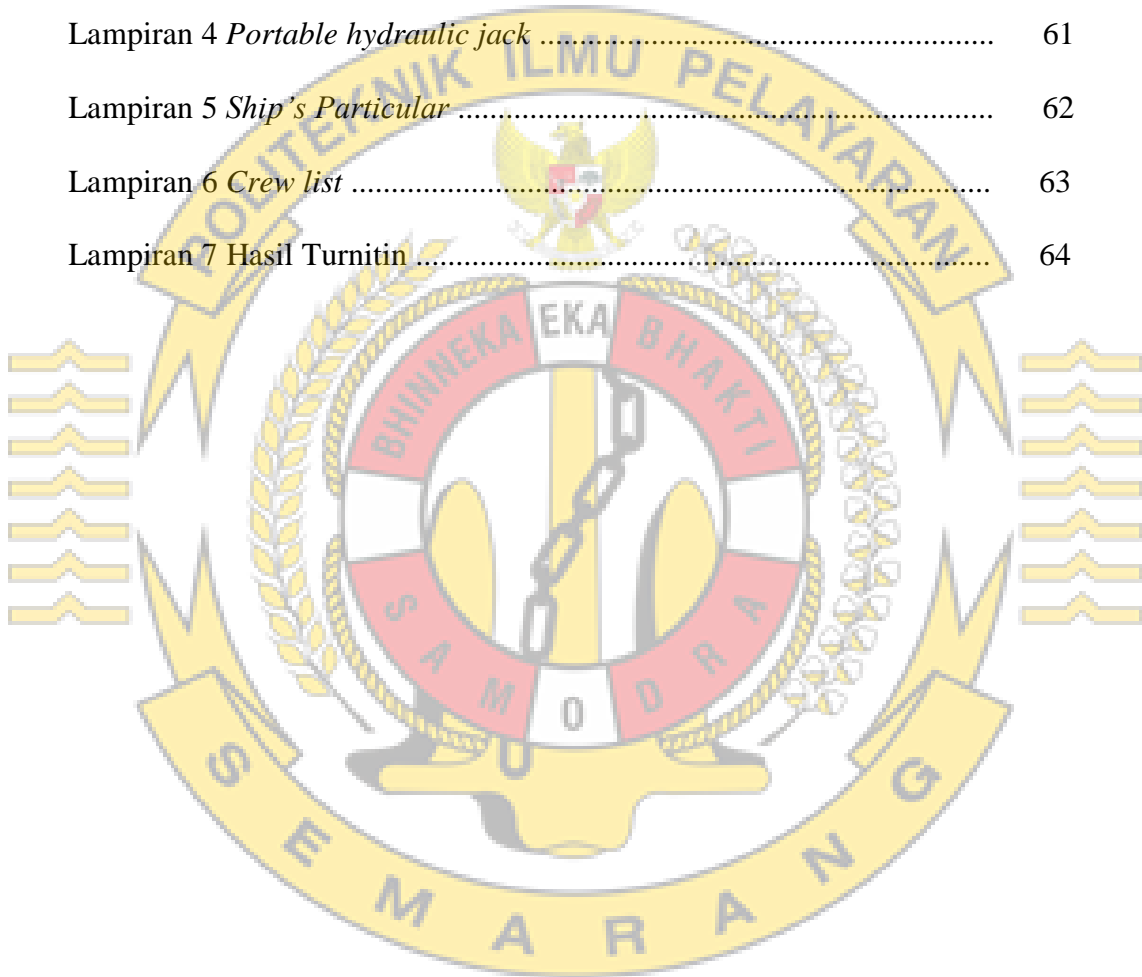 Lampiran 4 Portable hydraulic jack ........................................................................ 61
Lampiran 5 Ship's Particular ..................................................................................... 62
Lampiran 6 Crew list ...................................................................................................... 63
Lampiran 7 Hasil Turnitin ........................................................................................... 64
POLITEKNIK ILMU PELAYARAN
BHINNEKA EKA BHAKTI
SAMODRA
SEMARANG